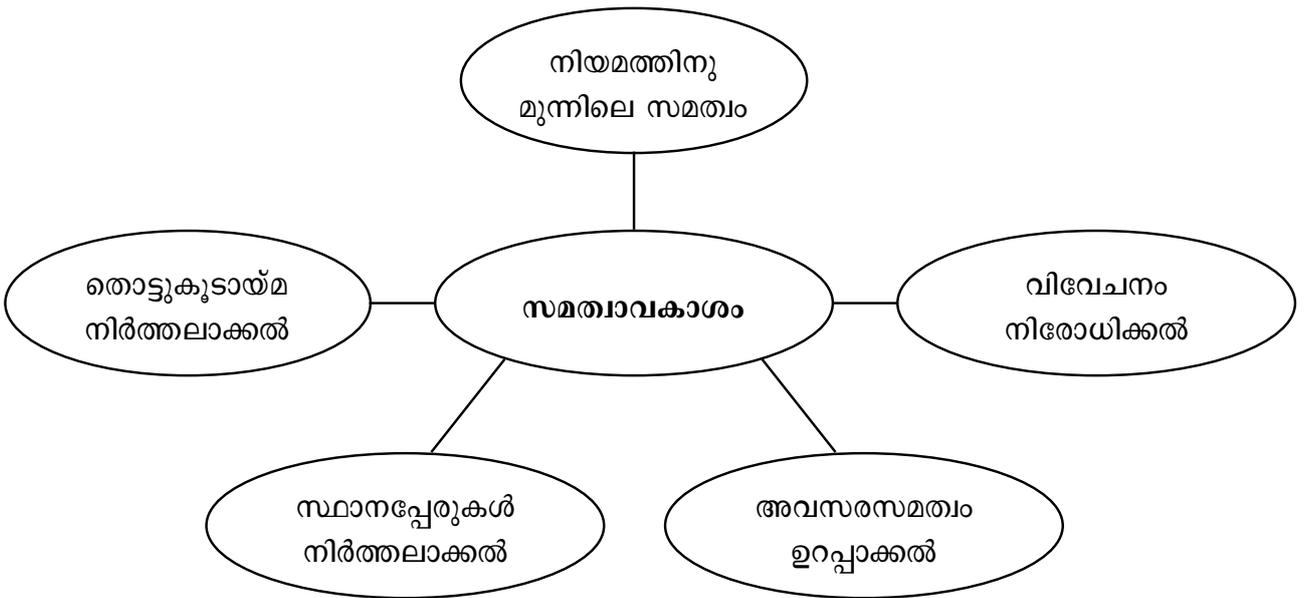 നിയമത്തിനു
മുന്നിലെ സമത്വം
തൊട്ടുകൂടായ്മ
നിർത്തലാക്കൽ
സമത്വാവകാശം
വിവേചനം
നിരോധിക്കൽ
സ്ഥാനപ്പേരുകൾ
നിർത്തലാക്കൽ
അവസരസമത്വം
ഉറപ്പാക്കൽ